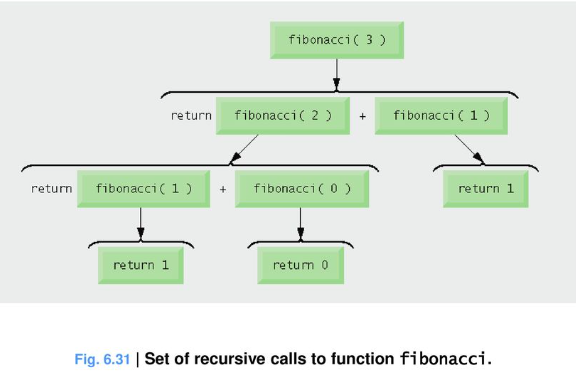 fibonacci( 3 )
return fibonacci( 2 ) + fibonacci( 1 )
return fibonacci( 1 ) + fibonacci( 0 ) return 1
return 1 return 0
Fig. 6.31 | Set of recursive calls to function fibonacci.